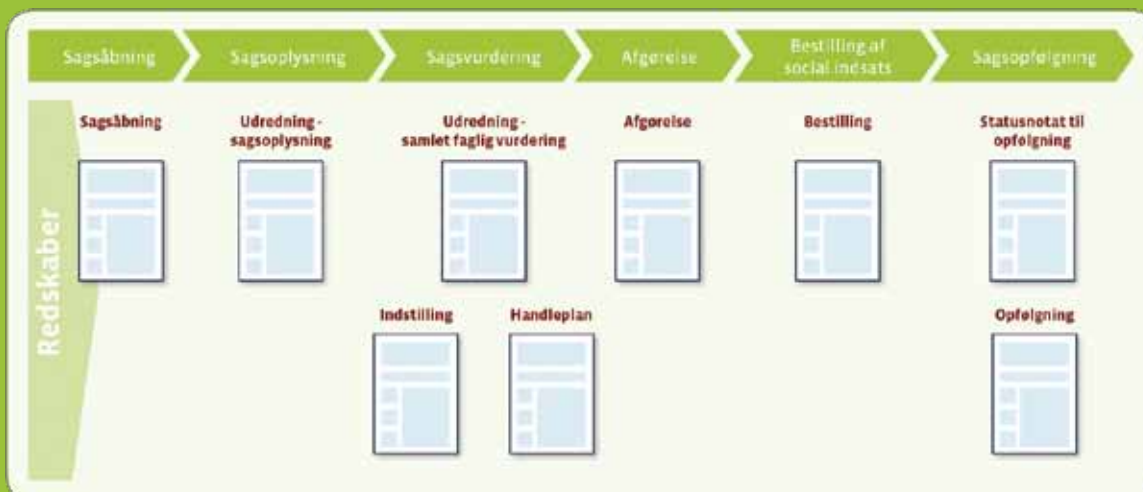 Sagsåbning
Sagsoplysning
Sagsvurdering
Afgørelse
Bestilling af
social indsats
Sagsopfølgning
Redskaber
Sagsåbning
Udredning -
sagsoplysning
Udredning -
samlet faglig vurdering
Afgørelse
Bestilling
Statusnotat til
opfølgning
Indstilling
Handleplan
Opfølgning